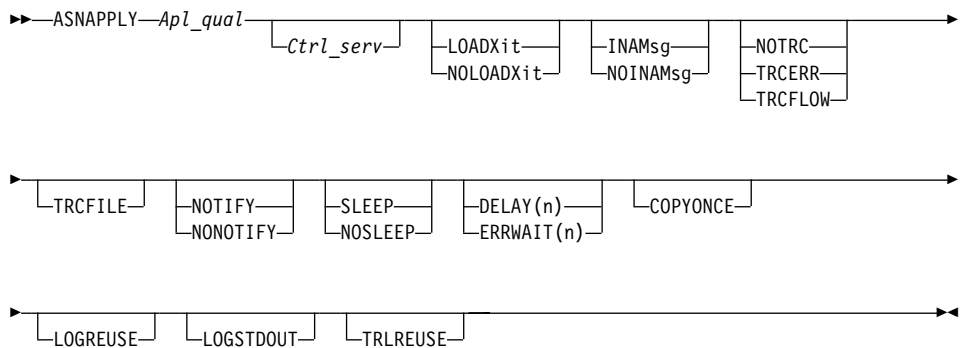 ASNAPPLY Apl_qual
Ctrl_serv LOADXit INAMsg NOTRC
NOLOADXit NOINAMsg TRCERR
TRCFLOW
TRCFILE NOTIFY SLEEP DELAY(n) COPYONCE
NONOTIFY NOSLEEP ERRWAIT(n)
LOGREUSE LOGSTDOUT TRLREUSE